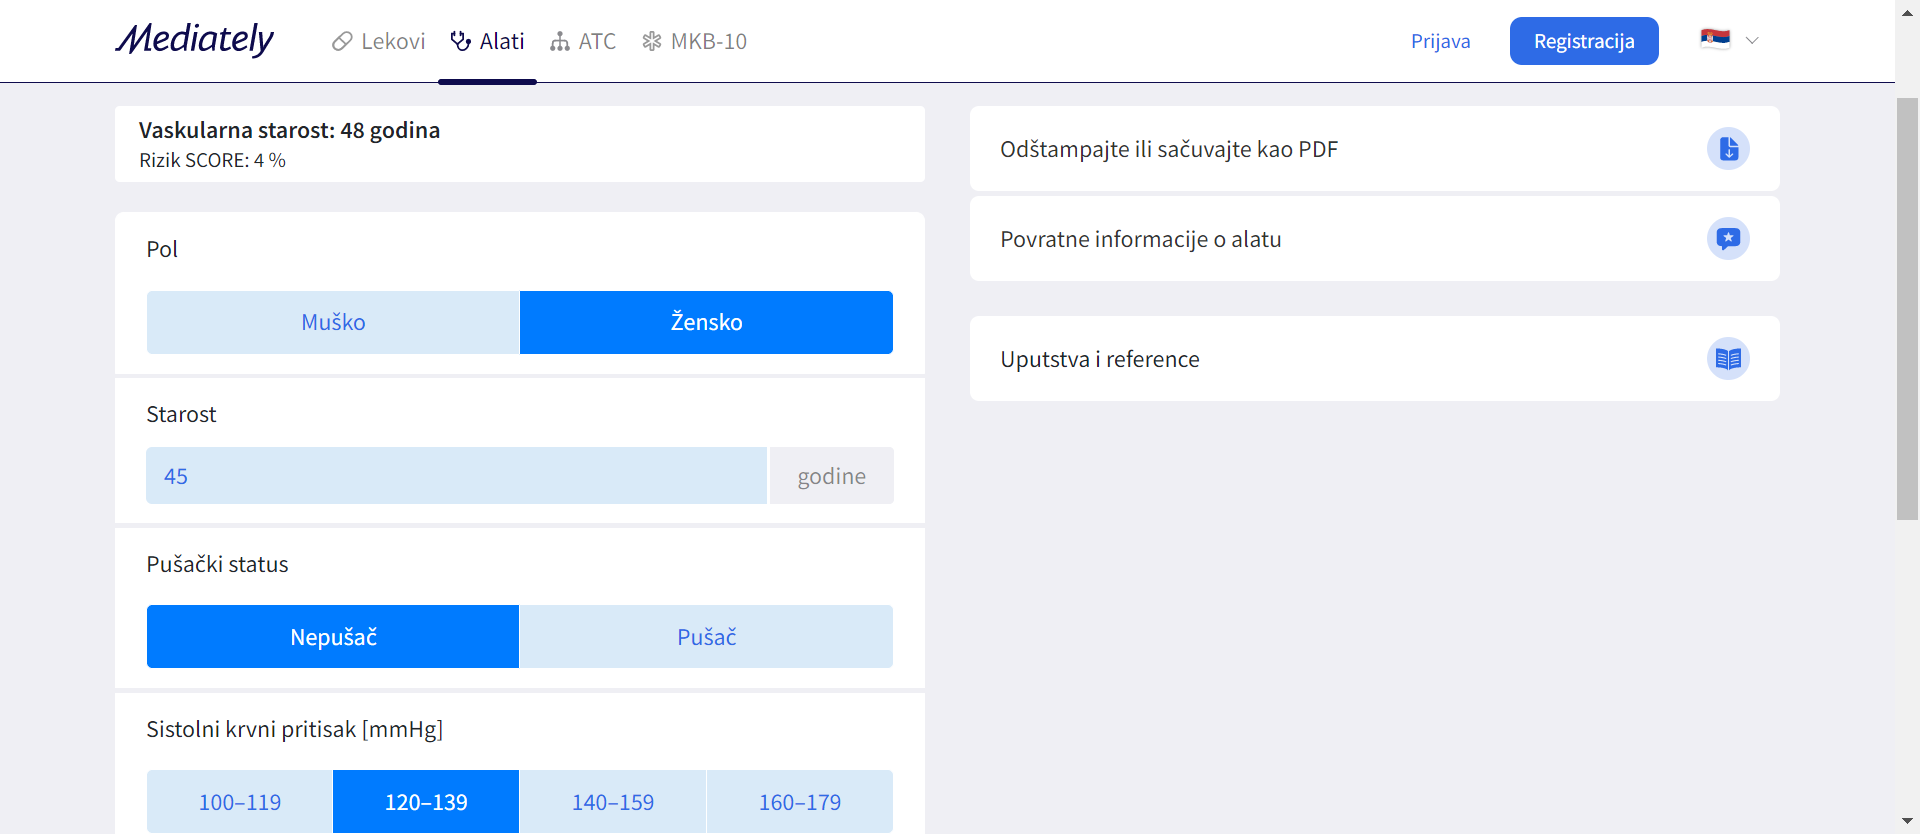 Mediately
Lekovi
Alati
ATC
MKB-10
Prijava
Registracija
Vaskularna starost: 48 godina
Rizik SCORE: 4 %
Pol
Muško
Žensko
Starost
45
godine
Pušački status
Nepušač
Pušač
Sistolni krvni pritisak [mmHg]
100–119
120–139
140–159
160–179
Odštampajte ili sačuvajte kao PDF
Povratne informacije o alatu
Uputstva i reference